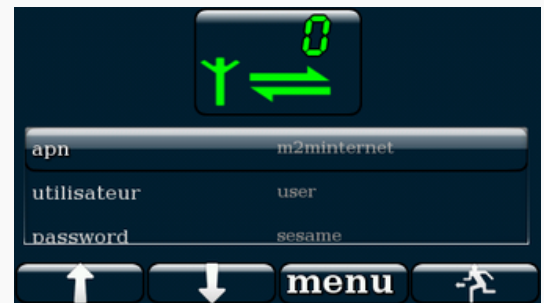 0
apn m2minternet
utilisateur user
password sesame
menu